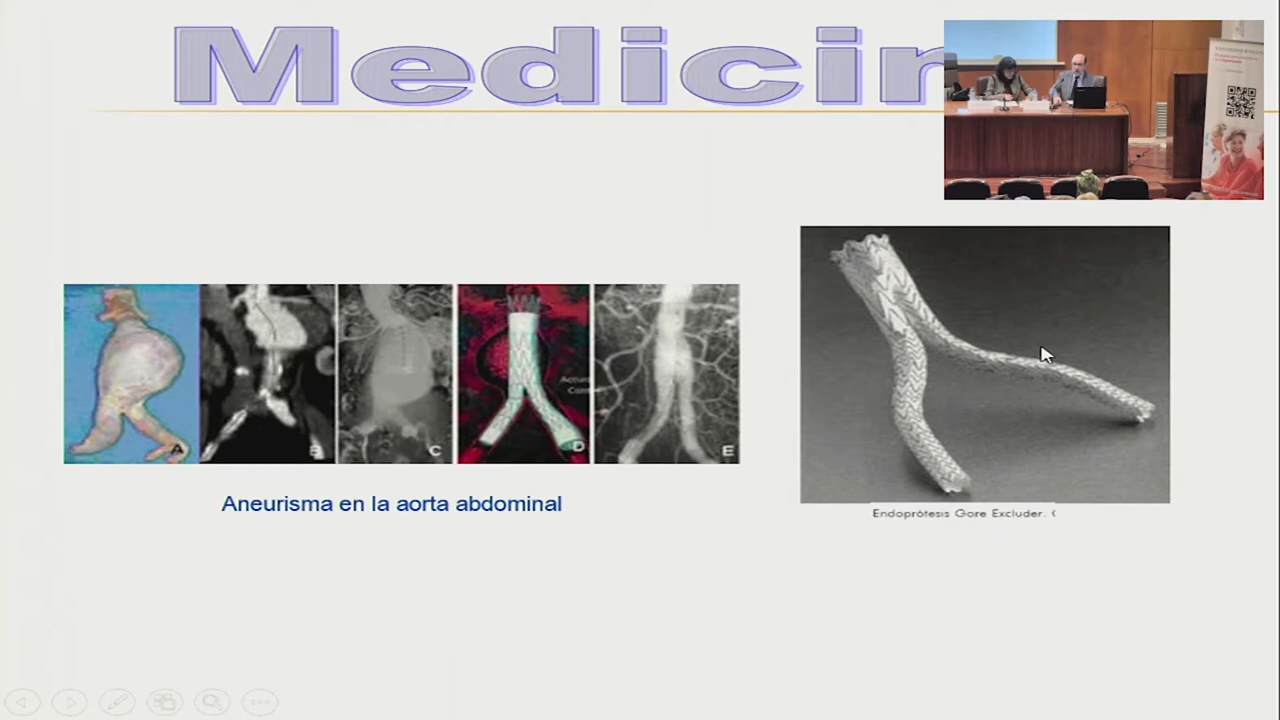 Medicin
A
B
C
D
E
Aneurisma en la aorta abdominal
Endoprótesis Gore Excluder. (